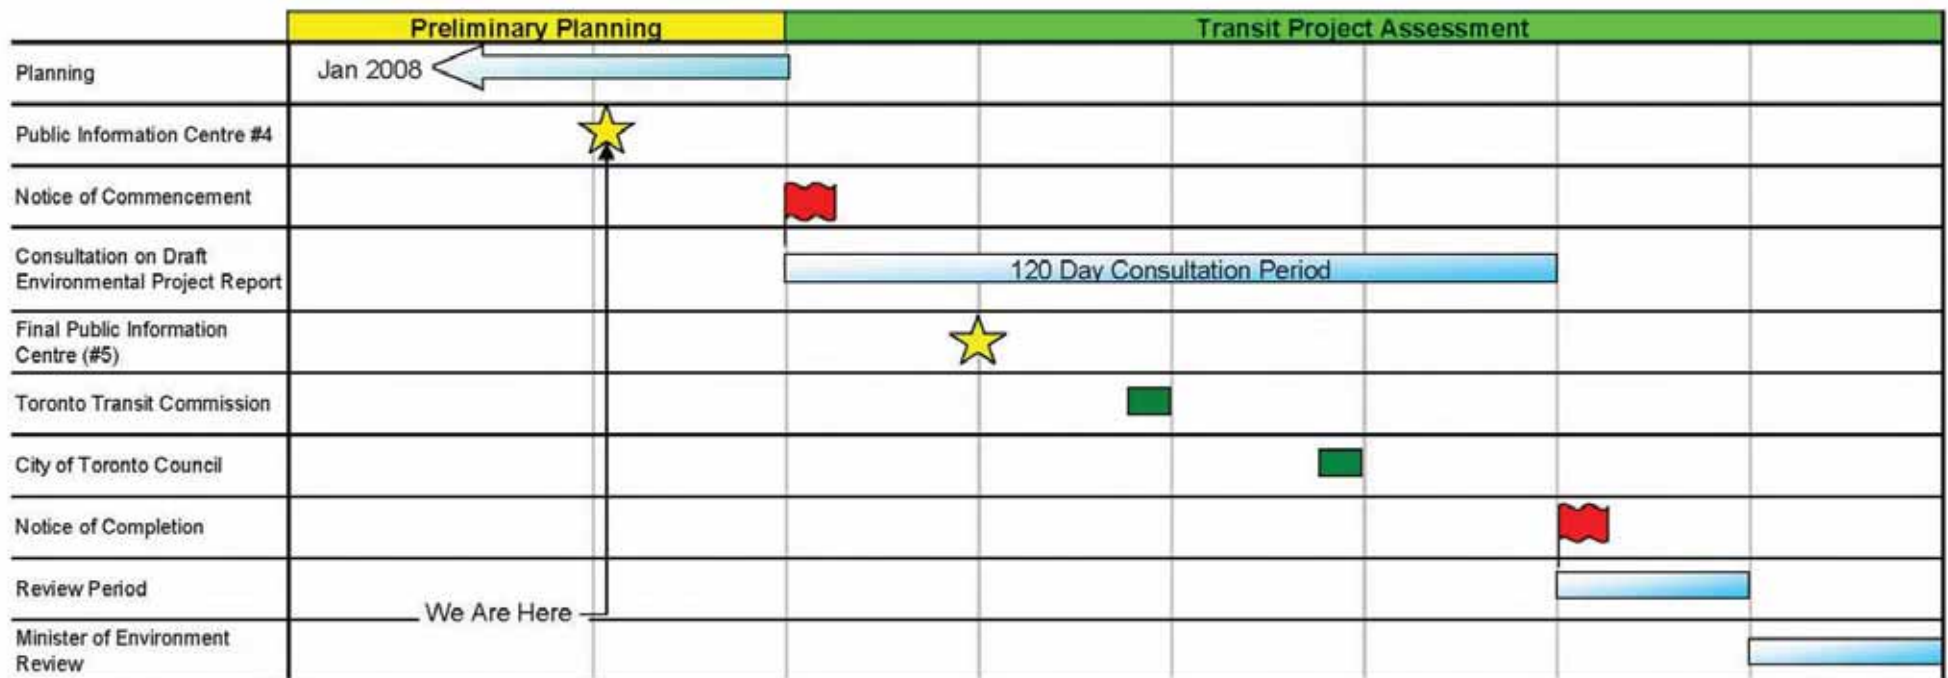 Preliminary Planning
Transit Project Assessment
Planning
Jan 2008
Public Information Centre #4
Notice of Commencement
Consultation on Draft
Environmental Project Report
120 Day Consultation Period
Final Public Information
Centre (#5)
Toronto Transit Commission
City of Toronto Council
Notice of Completion
Review Period
We Are Here
Minister of Environment
Review